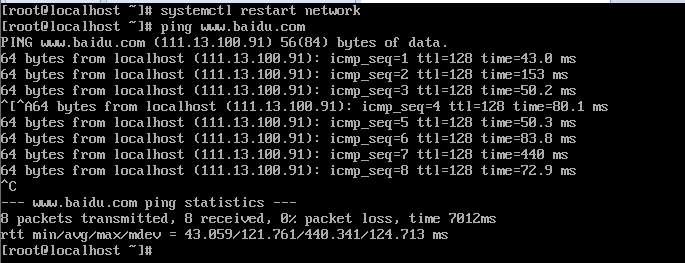 [root@localhost ~]# systemctl restart network
[root@localhost ~]# ping www.baidu.com
PING www.baidu.com (111.13.100.91) 56(84) bytes of data.
64 bytes from localhost (111.13.100.91): icmp_seq=1 ttl=128 time=43.0 ms
64 bytes from localhost (111.13.100.91): icmp_seq=2 ttl=128 time=153 ms
64 bytes from localhost (111.13.100.91): icmp_seq=3 ttl=128 time=50.2 ms
^[^A64 bytes from localhost (111.13.100.91): icmp_seq=4 ttl=128 time=80.1 ms
64 bytes from localhost (111.13.100.91): icmp_seq=5 ttl=128 time=50.3 ms
64 bytes from localhost (111.13.100.91): icmp_seq=6 ttl=128 time=83.8 ms
64 bytes from localhost (111.13.100.91): icmp_seq=7 ttl=128 time=440 ms
64 bytes from localhost (111.13.100.91): icmp_seq=8 ttl=128 time=72.9 ms
^C
--- www.baidu.com ping statistics ---
8 packets transmitted, 8 received, 0% packet loss, time 7012ms
rtt min/avg/max/mdev = 43.059/121.761/440.341/124.713 ms
[root@localhost ~]#